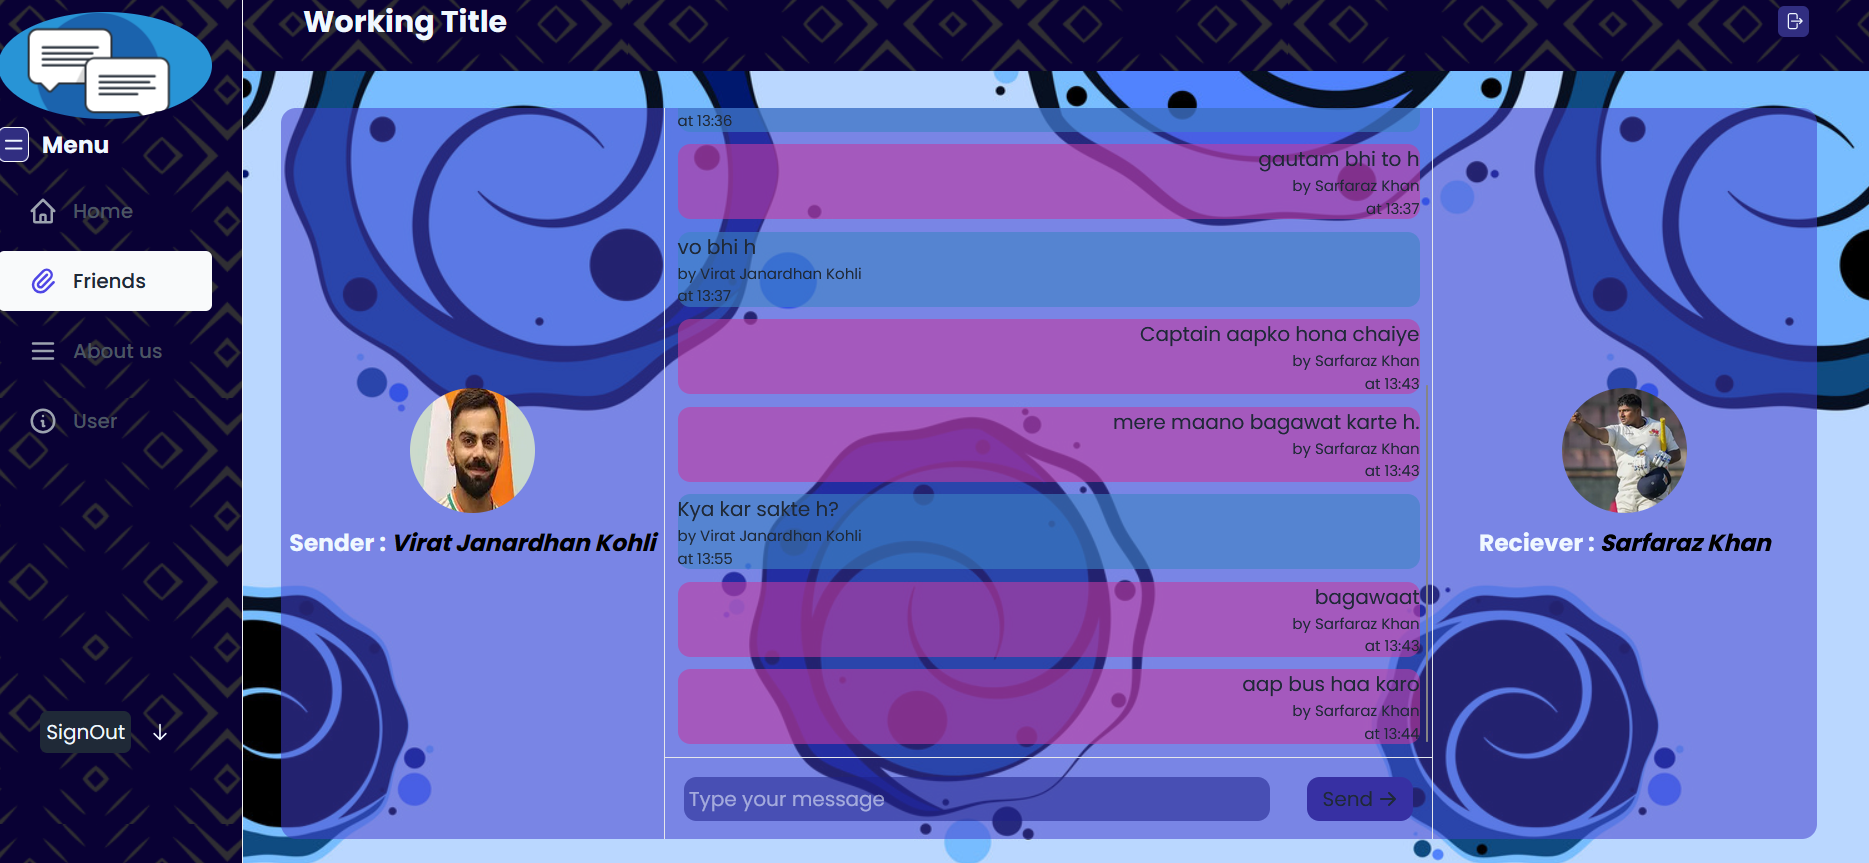 Working Title
Menu
Home
Friends
About us
User
SignOut
at 13:36
gautam bhi to h
by Sarfaraz Khan
at 13:37
vo bhi h
by Virat Janardhan Kohli
at 13:37
Captain aapko hona chaiye
by Sarfaraz Khan
at 13:43
mere maano bagawat karte h.
by Sarfaraz Khan
at 13:43
Kya kar sakte h?
by Virat Janardhan Kohli
at 13:55
bagawaat
by Sarfaraz Khan
at 13:43
aap bus haa karo
by Sarfaraz Khan
at 13:44
Sender : Virat Janardhan Kohli
Reciever : Sarfaraz Khan
Type your message
Send